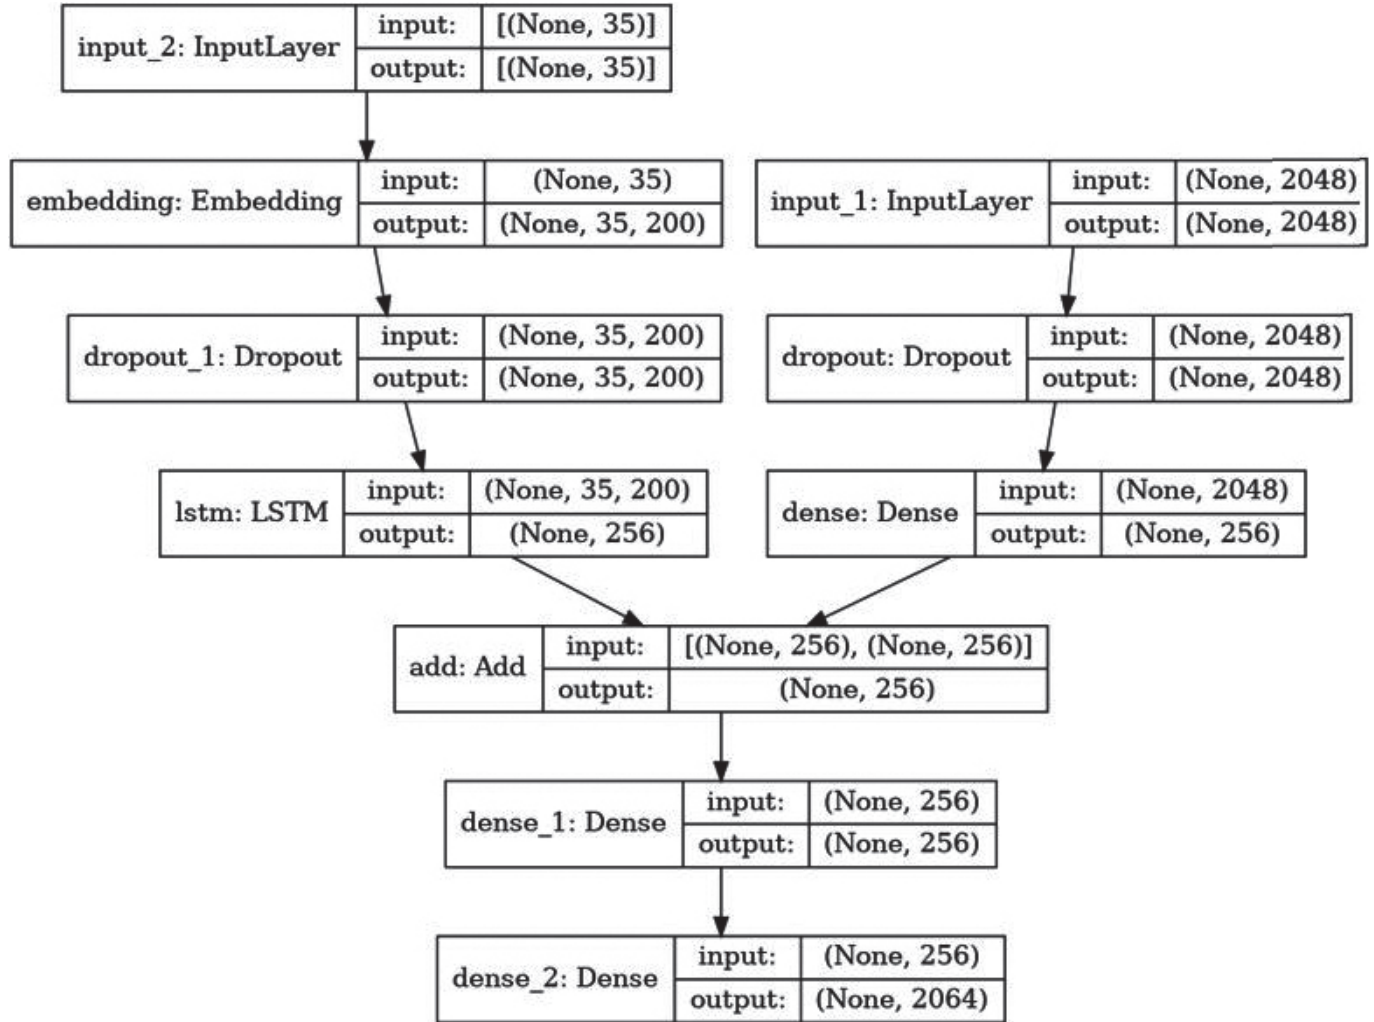 input_2: InputLayer
input: [(None, 35)]
output: [(None, 35)]
embedding: Embedding
input: (None, 35)
output: (None, 35, 200)
input_1: InputLayer
input: (None, 2048)
output: (None, 2048)
dropout_1: Dropout
input: (None, 35, 200)
output: (None, 35, 200)
dropout: Dropout
input: (None, 2048)
output: (None, 2048)
lstm: LSTM
input: (None, 35, 200)
output: (None, 256)
dense: Dense
input: (None, 2048)
output: (None, 256)
add: Add
input: [(None, 256), (None, 256)]
output: (None, 256)
dense_1: Dense
input: (None, 256)
output: (None, 256)
dense_2: Dense
input: (None, 256)
output: (None, 2064)